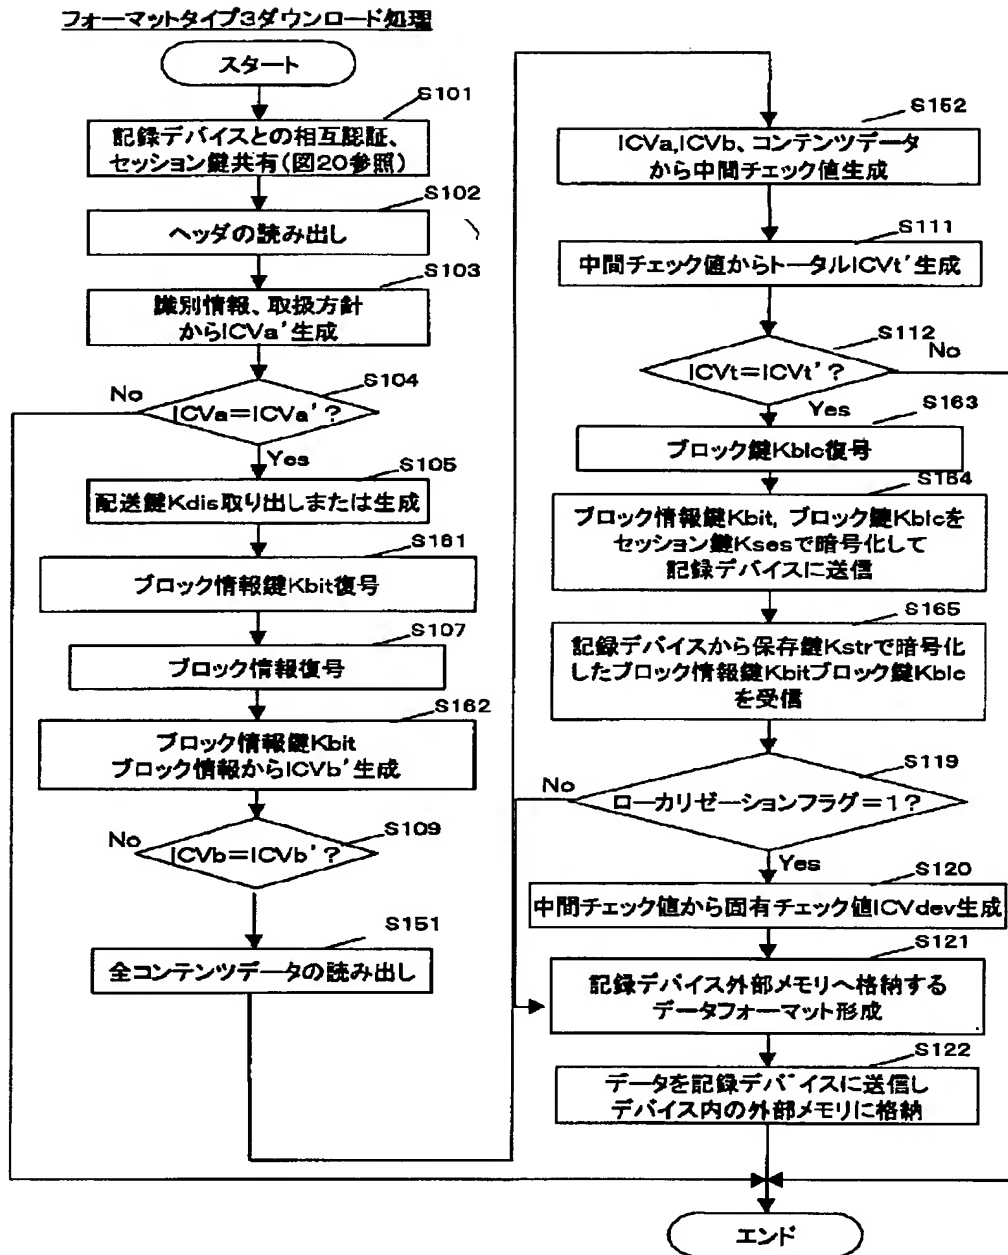 フォーマットタイプ3ダウンロード処理
スタート
S101
記録デバイスとの相互認証、
セッション鍵共有(図20参照)
S102
ヘッダの読み出し
S103
識別情報、取扱方針
からICVa'生成
S104
No
ICVa=ICVa'?
Yes
S105
配送鍵Kdis取り出しまたは生成
S161
ブロック情報鍵Kbit復号
S107
ブロック情報復号
S162
ブロック情報鍵Kbit
ブロック情報からICVb'生成
S109
No
ICVb=ICVb'?
S151
全コンテンツデータの読み出し
S152
ICVa,ICVb、コンテンツデータ
から中間チェック値生成
S111
中間チェック値からトータルICVt'生成
S112
No
ICVt=ICVt'?
Yes
S163
ブロック鍵Kblc復号
S164
ブロック情報鍵Kbit, ブロック鍵Kblcを
セッション鍵Ksesで暗号化して
記録デバイスに送信
S165
記録デバイスから保存鍵Kstrで暗号化
したブロック情報鍵Kbitブロック鍵Kblc
を受信
S119
No
ローカリゼーションフラグ=1?
Yes
S120
中間チェック値から固有チェック値ICVdev生成
S121
記録デバイス外部メモリへ格納する
データフォーマット形成
S122
データを記録デバイスに送信し
デバイス内の外部メモリに格納
エンド